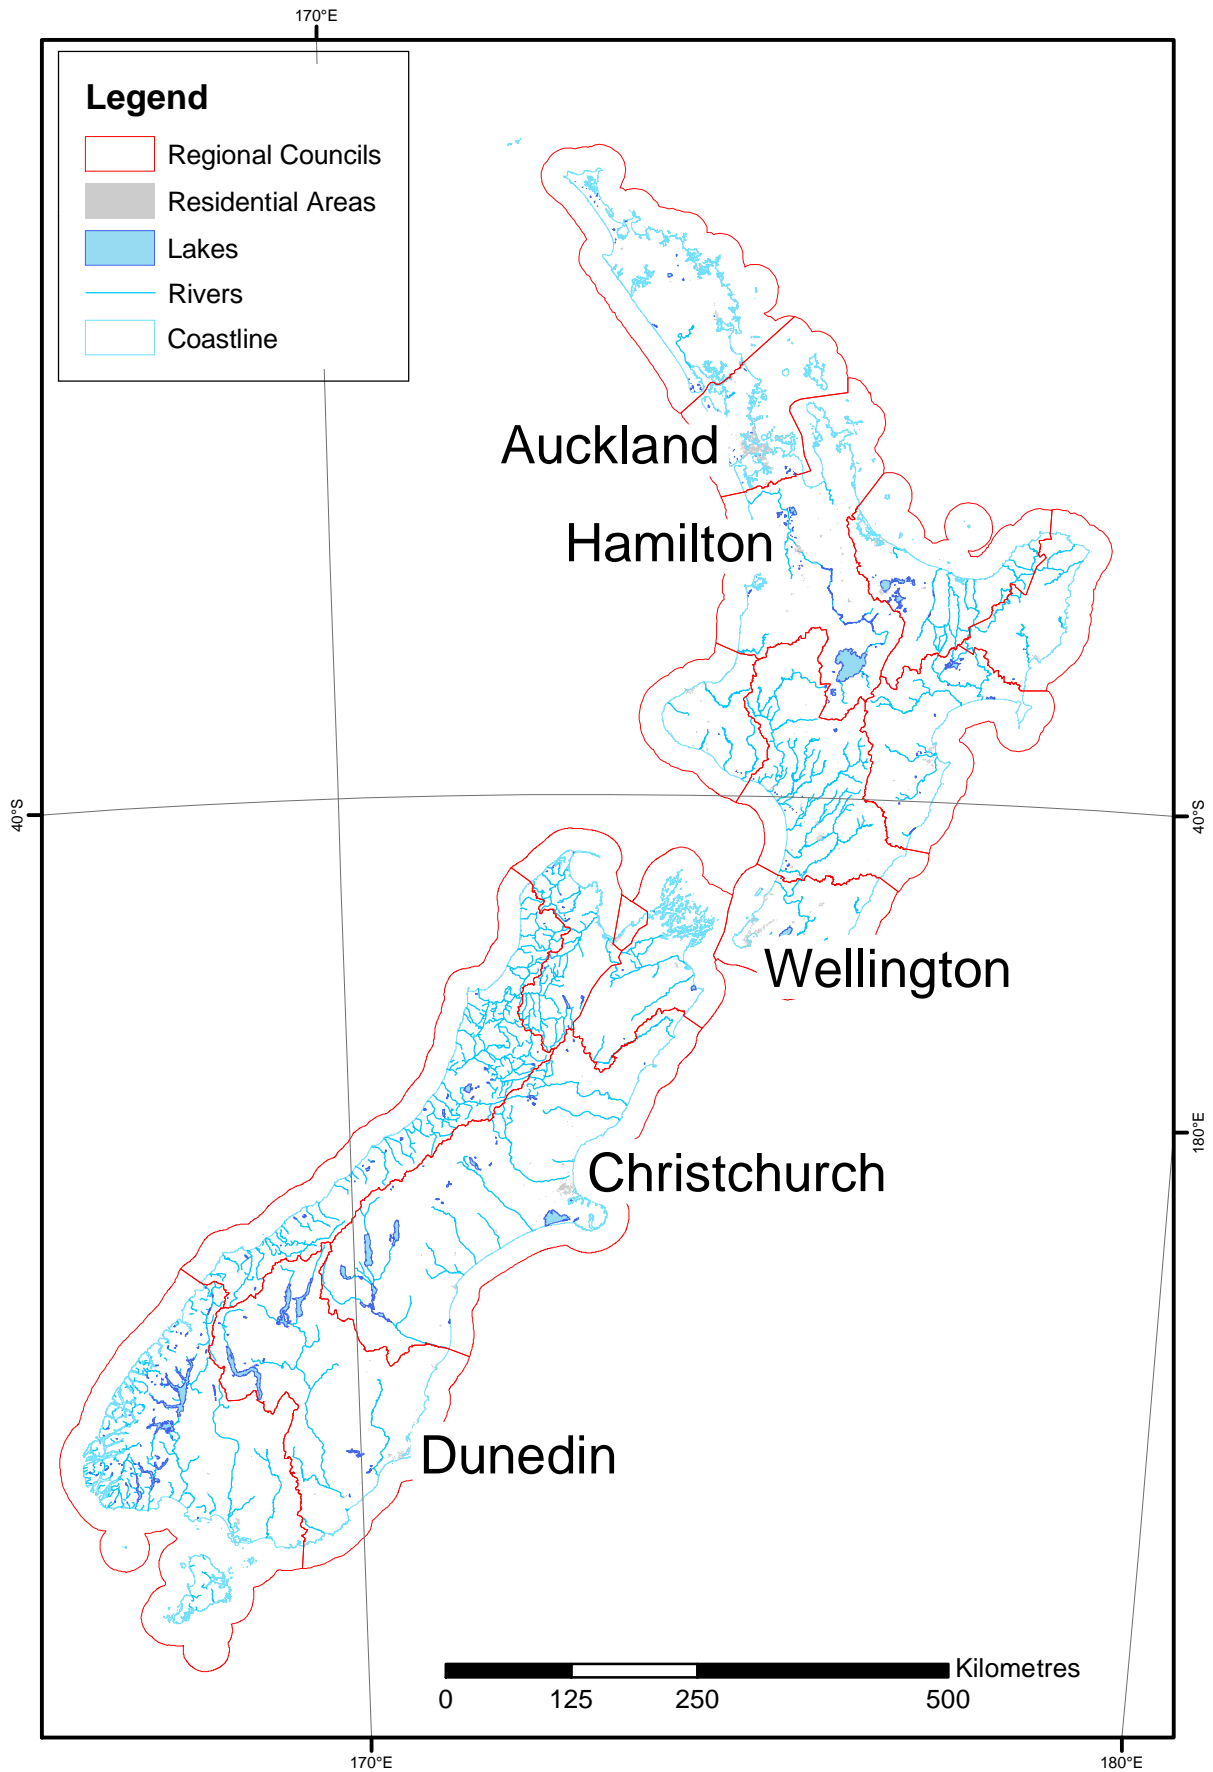 170°E
Legend
Regional Councils
Residential Areas
Lakes
Rivers
Coastline
Auckland
Hamilton
40°S
40°S
Wellington
180°E
Christchurch
Dunedin
Kilometres
0 125 250 500
170°E
180°E